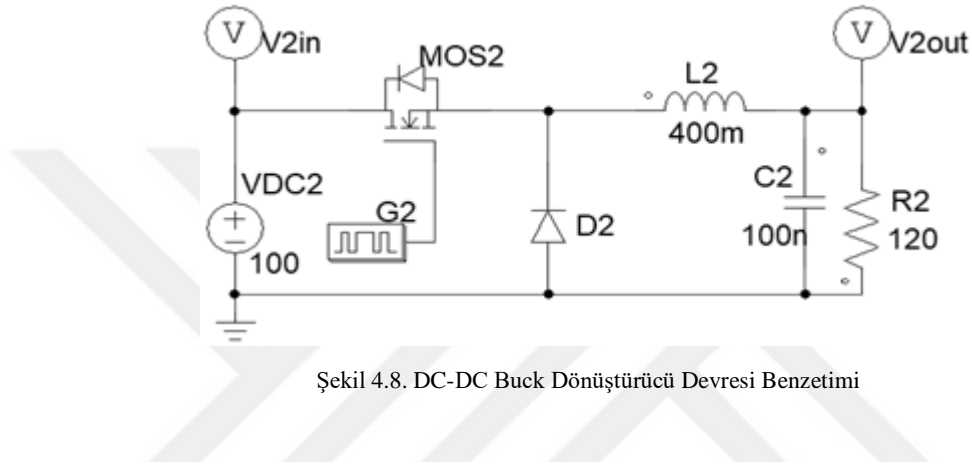 V V2in
V V2out
MOS2
L2
400m
VDC2
100
G2
D2
C2
100n
R2
120
Şekil 4.8. DC-DC Buck Dönüştürücü Devresi Benzetimi